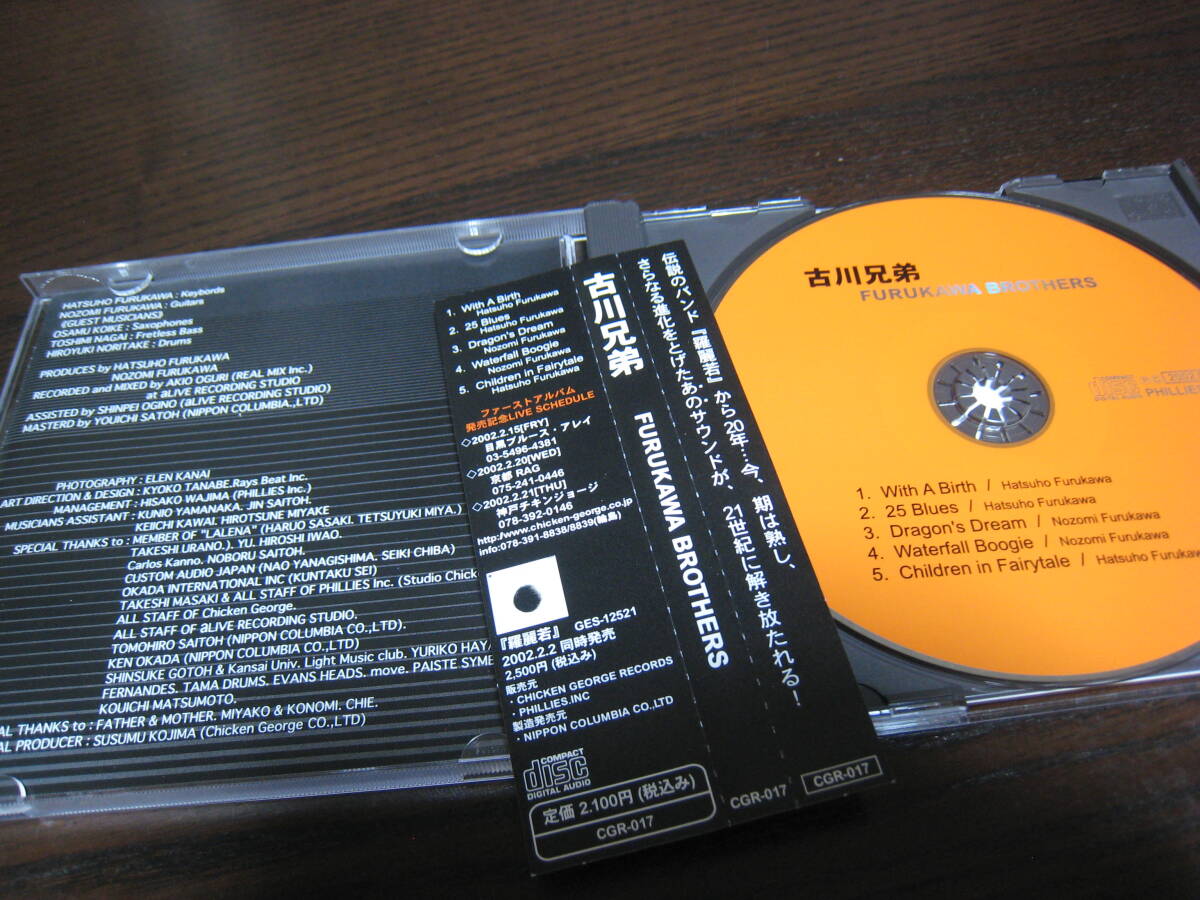 HATSUHO FURUKAWA : Keybords
NOZOMI FURUKAWA : Guitars
《GUEST MUSICIANS》
OSAMU KOIKE : Saxophones
TOSHIMI NAGAI : Fretless Bass
HIROYUKI NORITAKE : Drums
PRODUCES by HATSUHO FURUKAWA
NOZOMI FURUKAWA
RECORDED and MIXED by AKIO OGURI (REAL MIX Inc.)
at aLIVE RECORDING STUDIO
ASSISTED by SHINPEI OGINO (aLIVE RECORDING STUDIO)
MASTERD by YOUICHI SATOH (NIPPON COLUMBIA.,LTD)
PHOTOGRAPHY : ELEN KANAI
ART DIRECTION & DESIGN : KYOKO TANABE.Rays Beat Inc.
MANAGEMENT : HISAKO WAJIMA (PHILLIES Inc.)
MUSICIANS ASSISTANT : KUNIO YAMANAKA. JIN SAITOH.
KEIICHI KAWAI. HIROTSUNE MIYAKE
SPECIAL THANKS to : MEMBER OF "LALENA" (HARUO SASAKI. TETSUYUKI MIYA.)
TAKESHI URANO.). YU. HIROSHI IWAO.
Carlos Kanno. NOBORU SAITOH.
CUSTOM AUDIO JAPAN (NAO YANAGISHIMA. SEIKI CHIBA)
OKADA INTERNATIONAL INC (KUNTAKU SEI)
TAKESHI MASAKI & ALL STAFF OF PHILLIES Inc. (Studio Chick
ALL STAFF OF Chicken George.
ALL STAFF OF aLIVE RECORDING STUDIO.
TOMOHIRO SAITOH (NIPPON COLUMBIA CO.,LTD).
KEN OKADA (NIPPON COLUMBIA CO.,LTD)
SHINSUKE GOTOH & Kansai Univ. Light Music club. YURIKO HAYA
FERNANDES. TAMA DRUMS. EVANS HEADS. move. PAISTE SYME
KOUICHI MATSUMOTO.
AL THANKS to : FATHER & MOTHER. MIYAKO & KONOMI. CHIE.
AL PRODUCER : SUSUMU KOJIMA (Chicken George CO.,LTD)
1. With A Birth
Hatsuho Furukawa
2. 25 Blues
Hatsuho Furukawa
3. Dragon's Dream
Nozomi Furukawa
4. Waterfall Boogie
Nozomi Furukawa
5. Children in Fairytale
Hatsuho Furukawa
ファーストアルバム
発売記念LIVE SCHEDULE
◇2002.2.15[FRY]
目黒ブルース・アレイ
03-5496-4381
◇2002.2.20[WED]
京都 RAG
075-241-0446
◇2002.2.21[THU]
神戸チキンジョージ
078-392-0146
http:/www.chicken-george.co.jp
info:078-391-8838/8839(輪島)
『羅麗若』 GES-12521
2002.2.2 同時発売
2,500円 (税込み)
販売元
・CHICKEN GEORGE RECORDS
・PHILLIES.INC
製造発売元
・NIPPON COLUMBIA CO.,LTD
COMPACT
disc
DIGITAL AUDIO
定価 2.100円 (税込み)
CGR-017
古川兄弟 FURUKAWA BROTHERS
CGR-017
伝説のバンド『羅麗若』から20年…今、期は熟し、
さらなる進化をとげたあのサウンドが、21世紀に解き放たれる！
CGR-017
古川兄弟
FURUKAWA BROTHERS
COMPACT
disc
DIGITAL AUDIO
2002
PHILLIES
1. With A Birth / Hatsuho Furukawa
2. 25 Blues / Hatsuho Furukawa
3. Dragon's Dream / Nozomi Furukawa
4. Waterfall Boogie / Nozomi Furukawa
5. Children in Fairytale / Hatsuho Furukawa